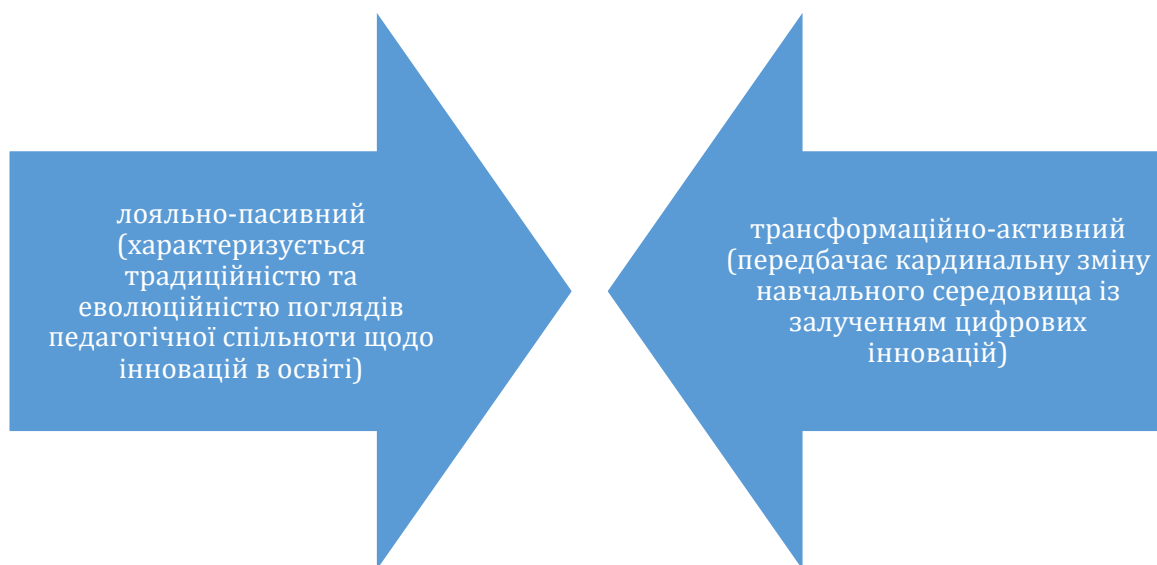 лояльно-пасивний
(характеризується
традиційністю та
еволюційністю поглядів
педагогічної спільноти щодо
інновацій в освіті)
трансформаційно-активний
(передбачає кардинальну зміну
навчального середовища із
залученням цифрових
інновацій)